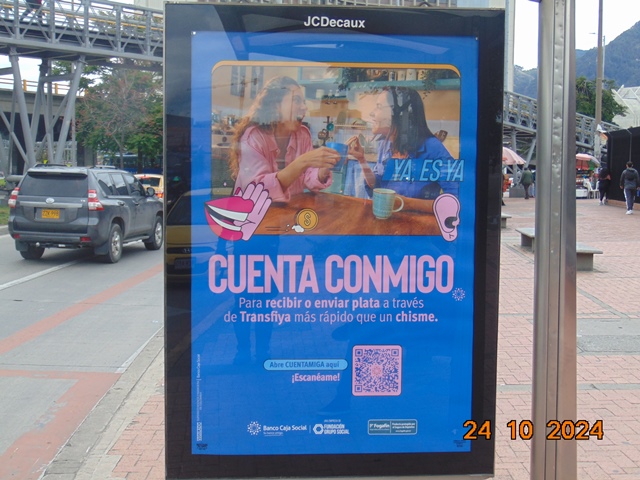 JCDecaux
YA, ES YA
CUENTA CONMIGO
Para recibir o enviar plata a través
de Transfiya más rápido que un chisme.
Abre CUENTAMIGA aquí
¡Escanéame!
Banco Caja Social
FUNDACIÓN
GRUPO SOCIAL
Fogafín
24 10 2024